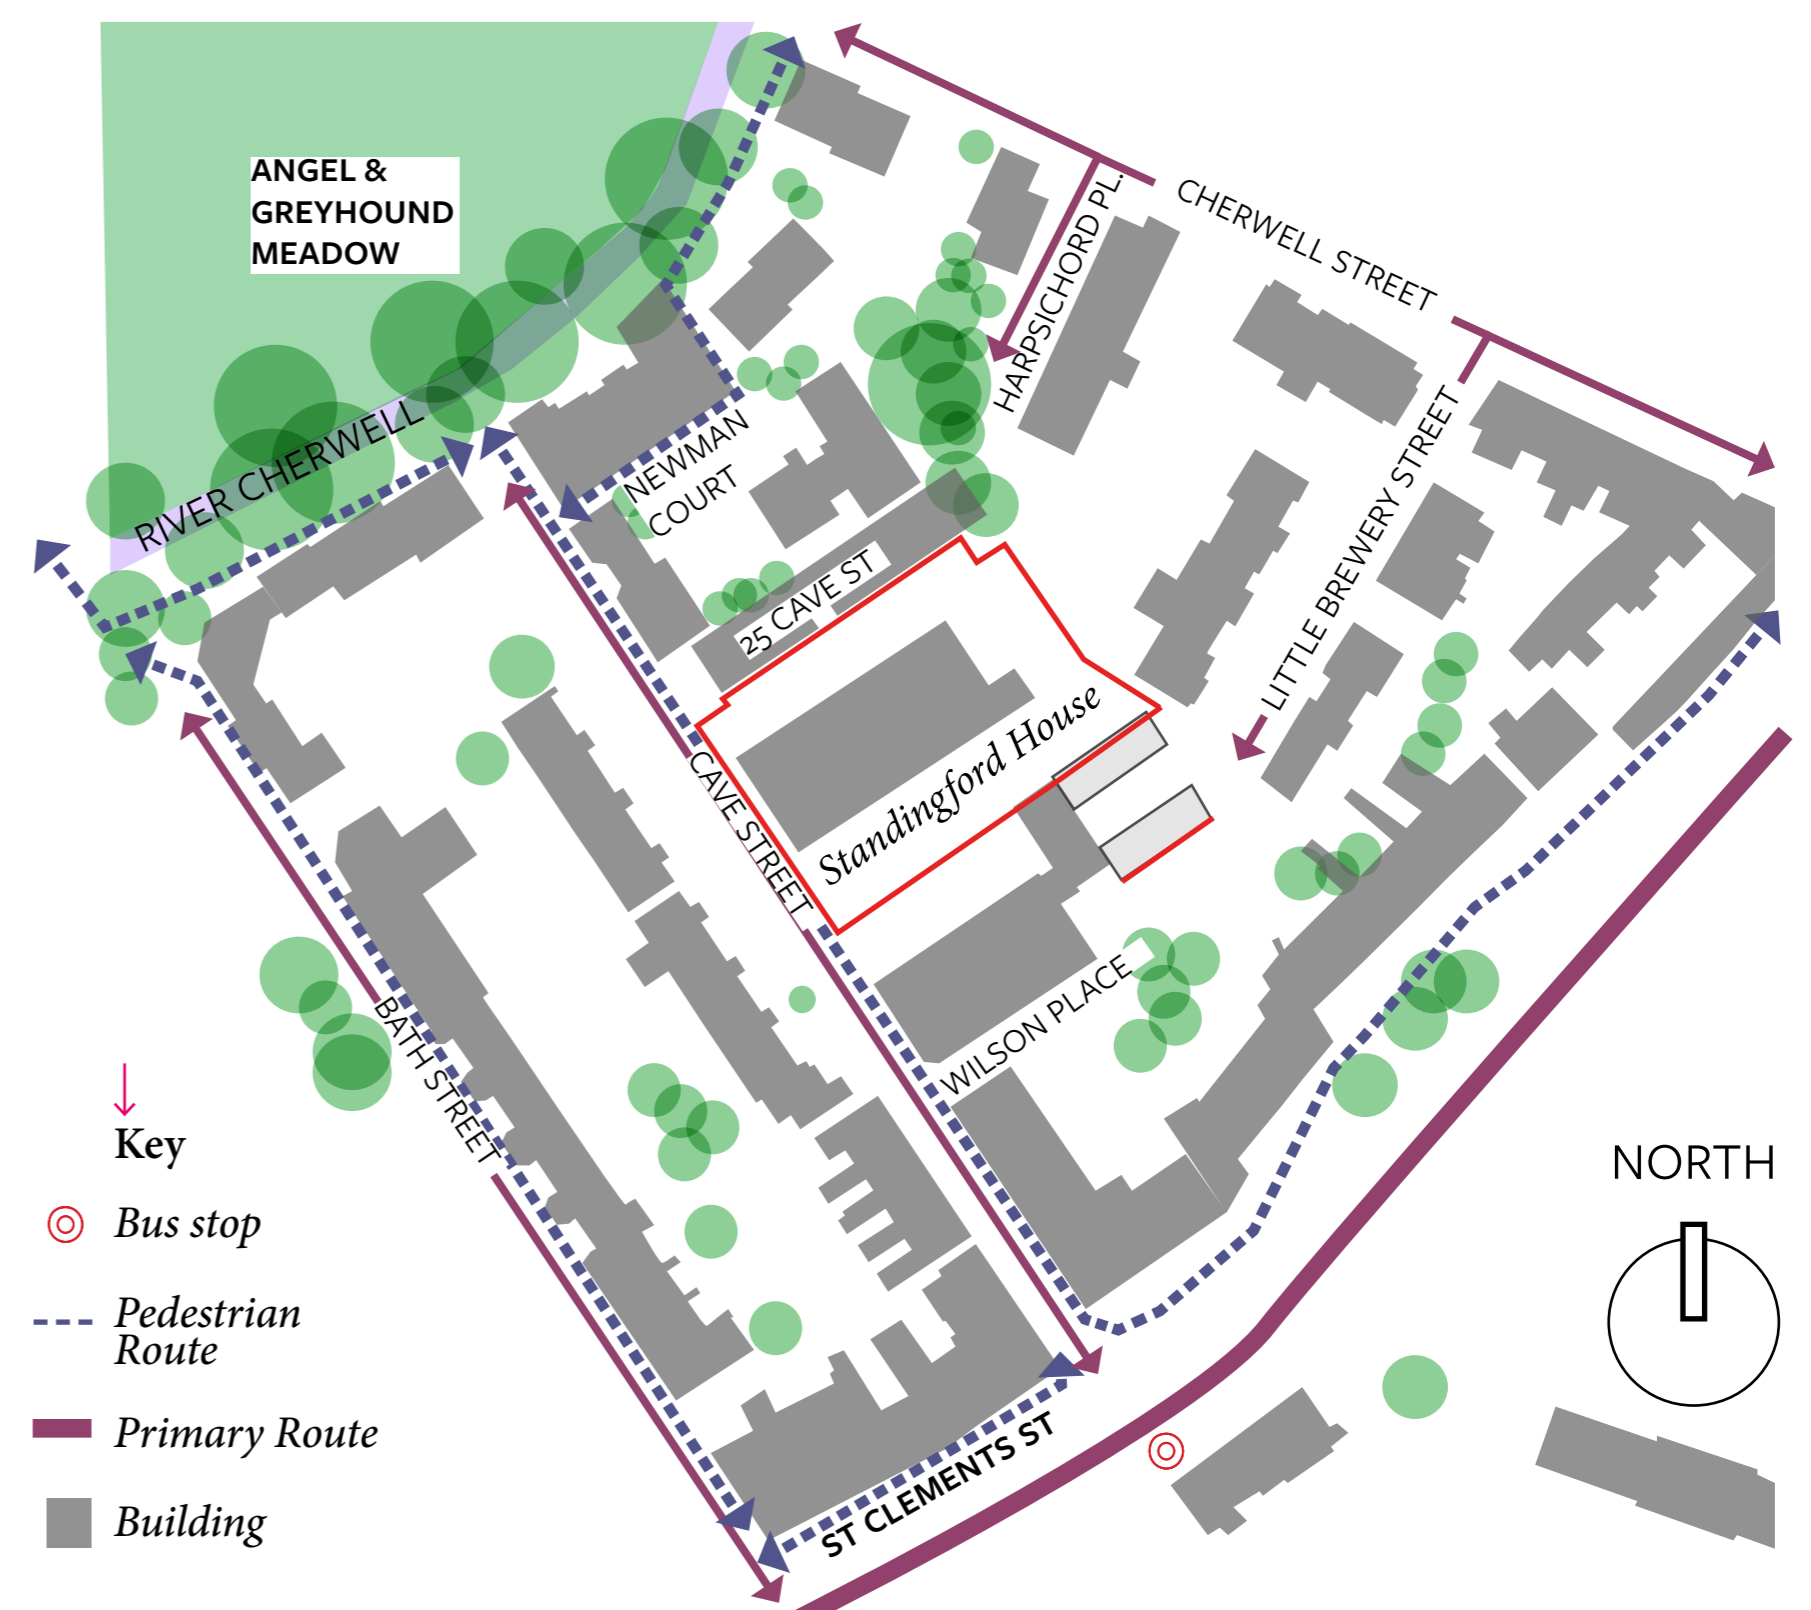 ANGEL &
GREYHOUND
MEADOW
CHERWELL STREET
HARPSICHORD PL.
RIVER CHERWELL
NEWMAN
COURT
25 CAVE ST
LITTLE BREWERY STREET
Standingford House
CAVE STREET
WILSON PLACE
BATH STREET
ST CLEMENTS ST
NORTH
Key
Bus stop
Pedestrian
Route
Primary Route
Building